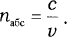 n_абс = c/υ.